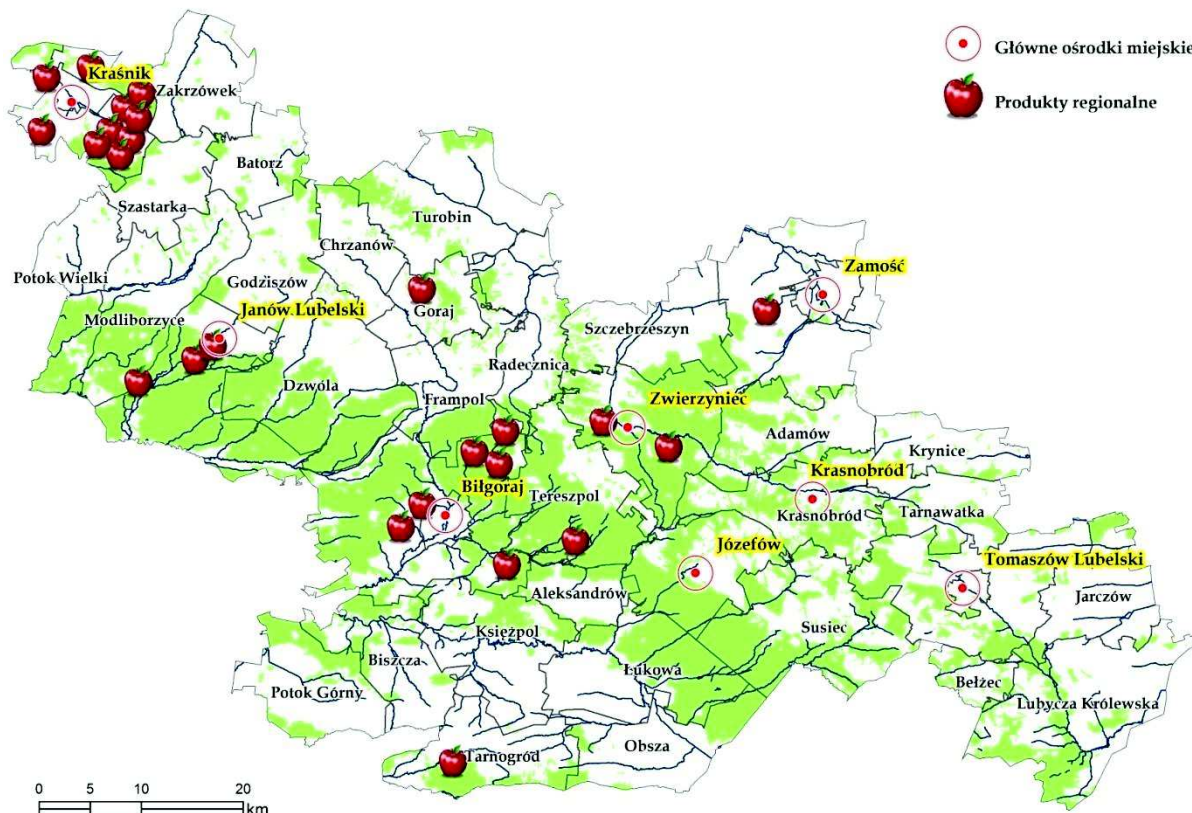 Główne ośrodki miejskie
Produkty regionalne
Kraśnik
Zakrzówek
Batorz
Szastarka
Turobin
Chrzanów
Potok Wielki
Godziszów
Zamość
Janów Lubelski
Goraj
Modliborzyce
Szczebrzeszyn
Radecznica
Dzwola
Frampol
Zwierzyniec
Adamów
Krynice
Krasnobród
Biłgoraj
Tereszpol
Krasnobród
Tarnawatka
Józefów
Tomaszów Lubelski
Aleksandrów
Jarczów
Księżpol
Susiec
Biszcza
Łukowa
Bełżec
Potok Górny
Lubycza Królewska
Obsza
Tarnogród
0 5 10 20
km